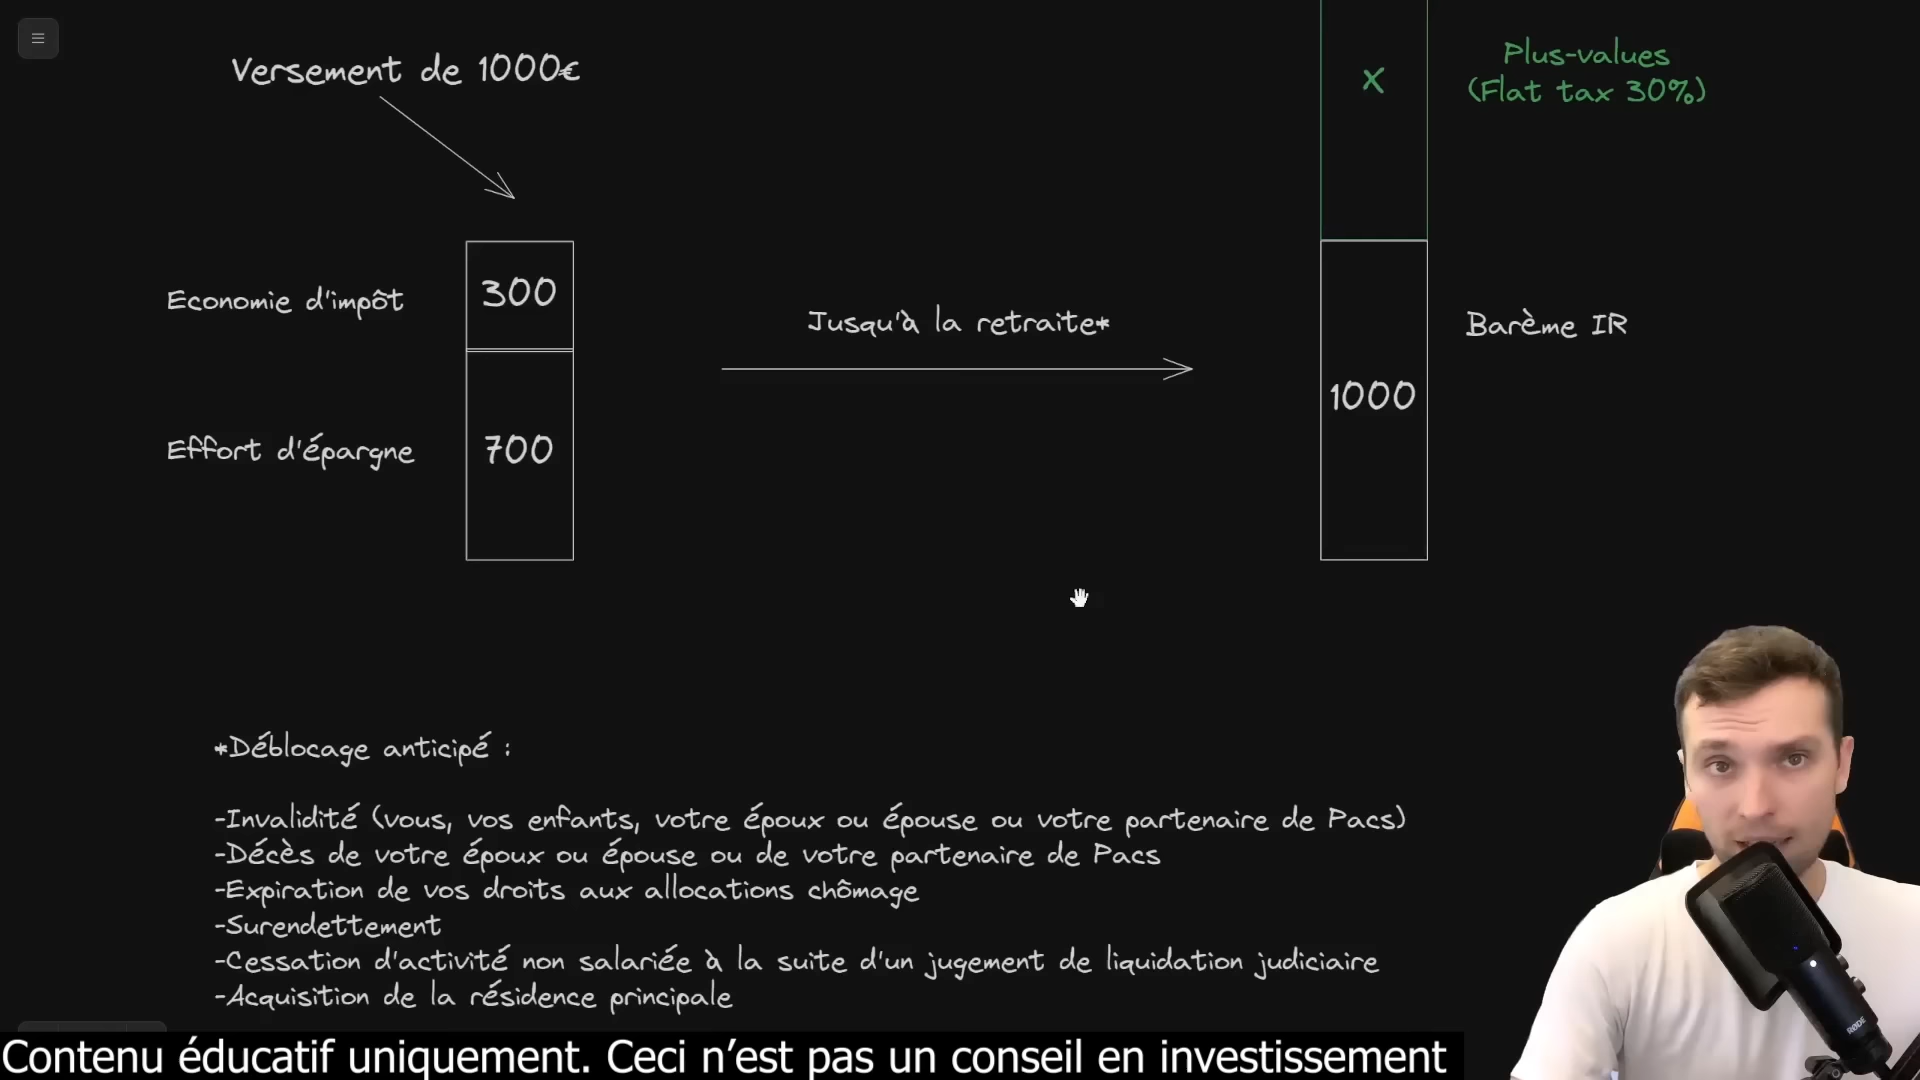 Versement de 1000€
Plus-values
(Flat tax 30%)
X
Economie d'impôt
300
Jusqu'à la retraite*
Barème IR
1000
Effort d'épargne
700
*Déblocage anticipé :
-Invalidité (vous, vos enfants, votre époux ou épouse ou votre partenaire de Pacs)
-Décès de votre époux ou épouse ou de votre partenaire de Pacs
-Expiration de vos droits aux allocations chômage
-Surendettement
-Cessation d'activité non salariée à la suite d'un jugement de liquidation judiciaire
-Acquisition de la résidence principale
RØDE
Contenu éducatif uniquement. Ceci n’est pas un conseil en investissement